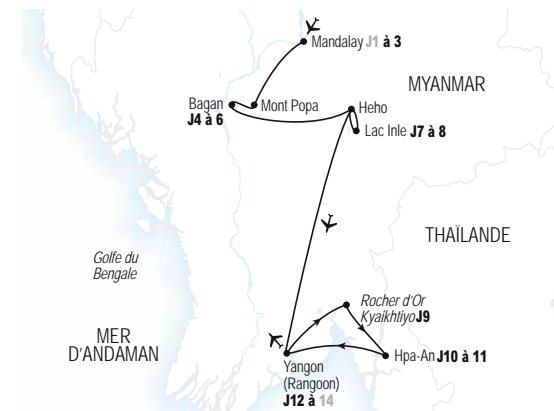 Mandalay J1 à 3
MYANMAR
Bagan
J4 à 6
Mont Popa
Heho
Lac Inle J7 à 8
THAÏLANDE
Golfe du
Bengale
Rocher d'Or
Kyaikhtiyo J9
MER
D'ANDAMAN
Hpa-An J10 à 11
Yangon
(Rangoon)
J12 à 14